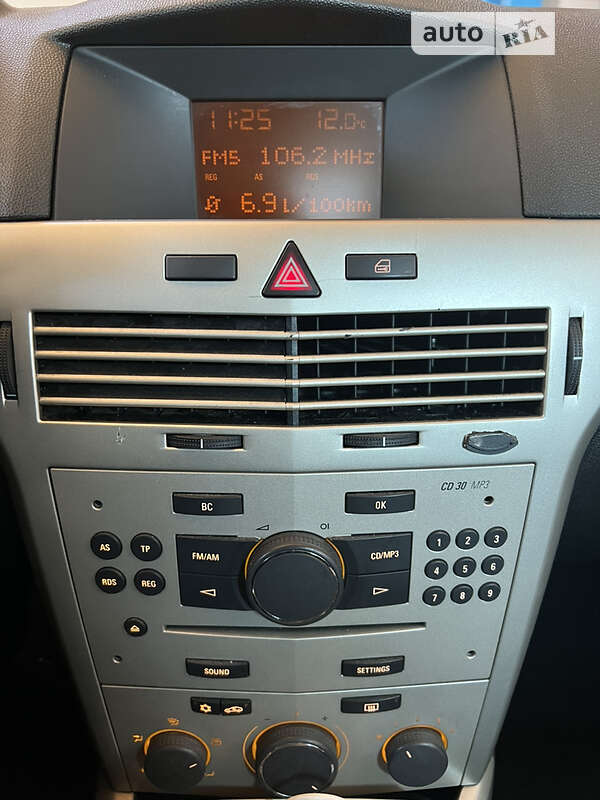 auto RIA
11:25 12.0°C
FM5 106.2 MHz
REG AS RDS
Ø 6.9 l/100km
CD 30 MP3
BC OK
AS TP FM/AM CD/MP3 1 2 3
RDS REG 4 5 6
7 8 9
SOUND SETTINGS